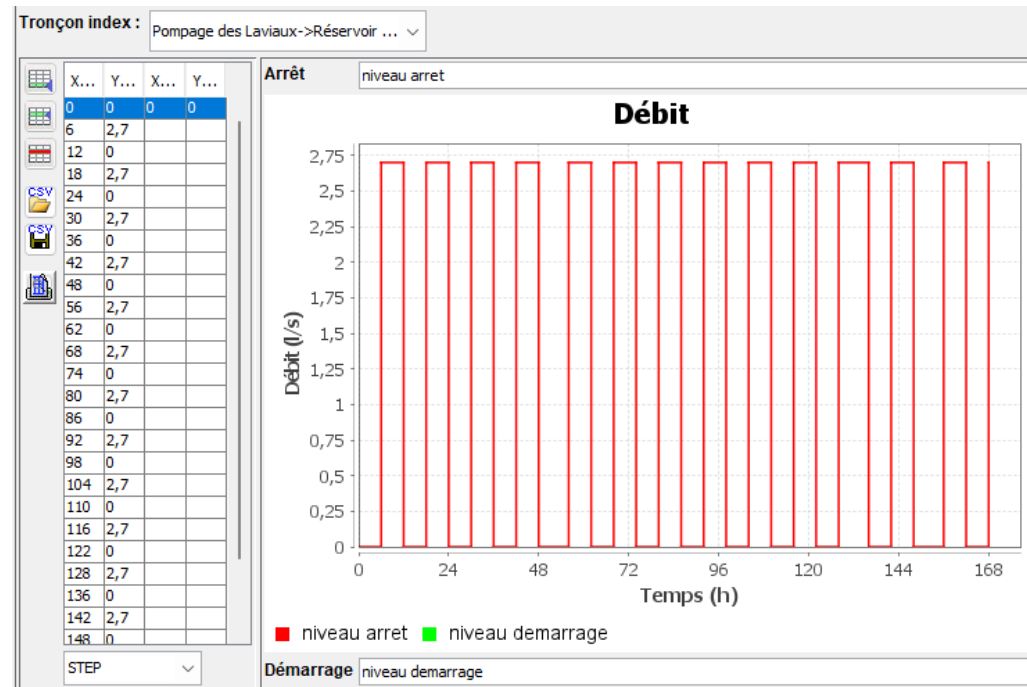 Tronçon index : Pompage des Laviaux->Réservoir ...
X... Y... X... Y...
0 0 0 0
6 2,7
12 0
18 2,7
24 0
30 2,7
36 0
42 2,7
48 0
56 2,7
62 0
68 2,7
74 0
80 2,7
86 0
92 2,7
98 0
104 2,7
110 0
116 2,7
122 0
128 2,7
136 0
142 2,7
148 0
STEP
CSV
CSV
Arrêt niveau arret
Débit
2,75
2,5
2,25
2
1,75
1,5
1,25
1
0,75
0,5
0,25
0
Débit (l/s)
0 24 48 72 96 120 144 168
Temps (h)
niveau arret niveau demarrage
Démarrage niveau demarrage